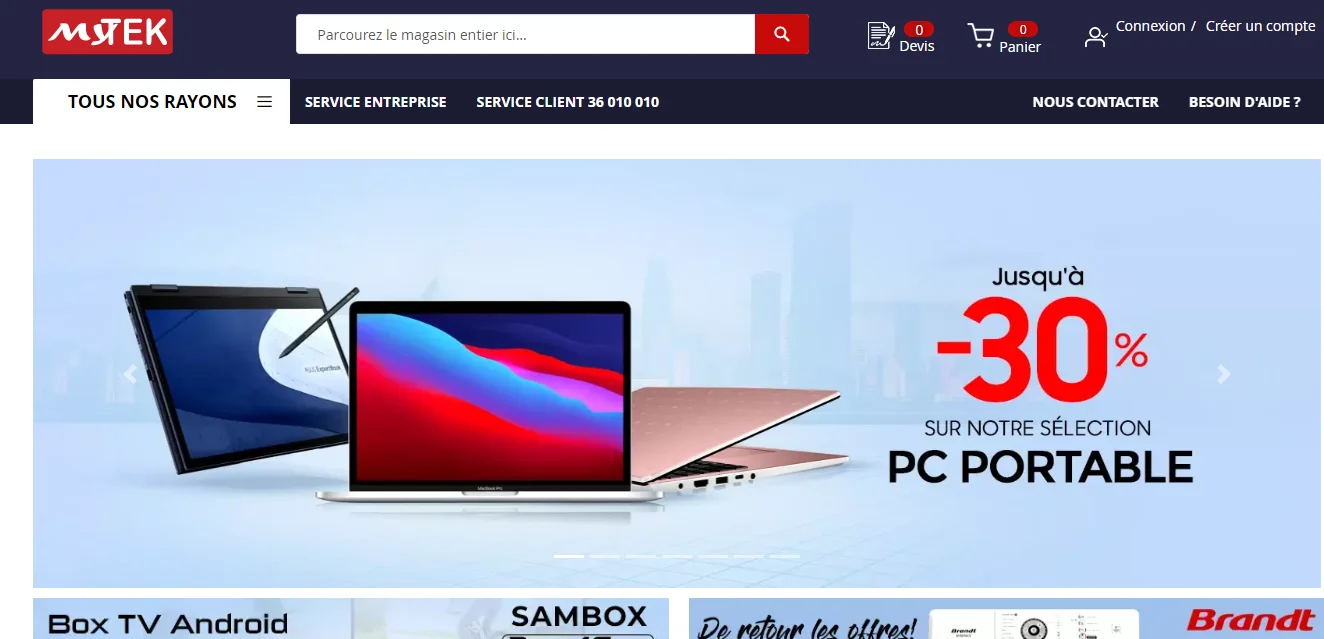 MYTEK
Parcourez le magasin entier ici...
0
Devis
0
Panier
Connexion / Créer un compte
TOUS NOS RAYONS
SERVICE ENTREPRISE
SERVICE CLIENT 36 010 010
NOUS CONTACTER
BESOIN D'AIDE ?
ASUS ExpertBook
MacBook Pro
Jusqu'à
-30%
SUR NOTRE SÉLECTION
PC PORTABLE
Box TV Android
SAMBOX
De retour les offres!
Brandt
Brandt